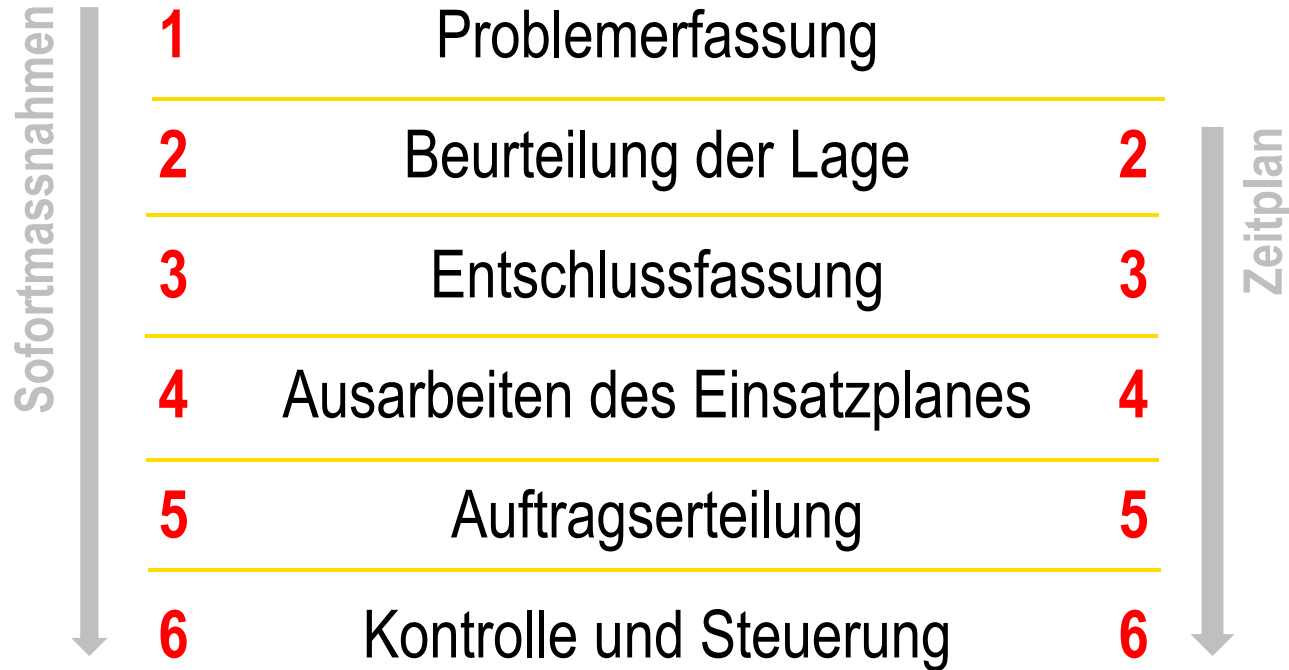 Sofortmassnahmen
1 Problemerfassung
2 Beurteilung der Lage 2
3 Entschlussfassung 3
4 Ausarbeiten des Einsatzplanes 4
5 Auftragserteilung 5
6 Kontrolle und Steuerung 6
Zeitplan